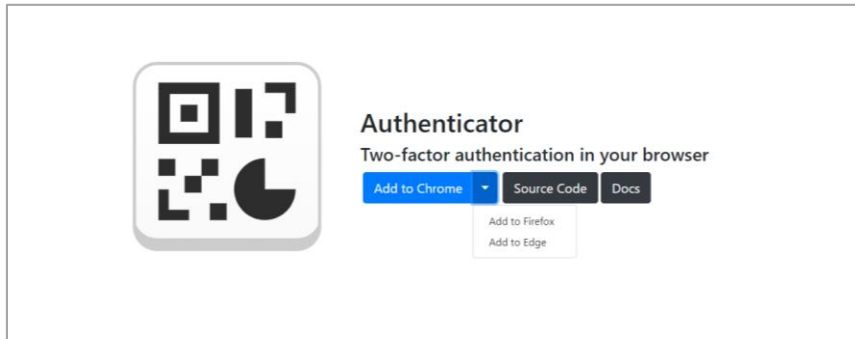 Authenticator
Two-factor authentication in your browser
Add to Chrome Source Code Docs
Add to Firefox
Add to Edge